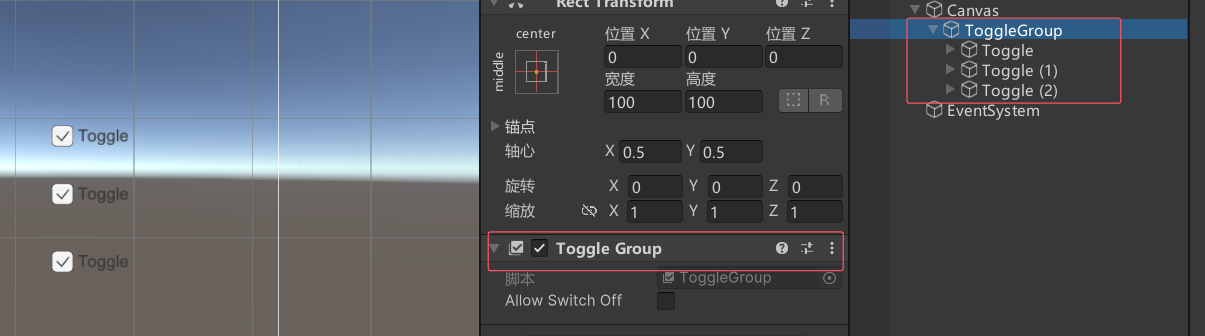 Toggle
Toggle
Toggle
Rect Transform
center
middle
位置 X 位置 Y 位置 Z
0 0 0
宽度 高度
100 100
R
锚点
轴心 X 0.5 Y 0.5
旋转 X 0 Y 0 Z 0
缩放 X 1 Y 1 Z 1
Toggle Group
脚本 ToggleGroup
Allow Switch Off
Canvas
ToggleGroup
Toggle
Toggle (1)
Toggle (2)
EventSystem